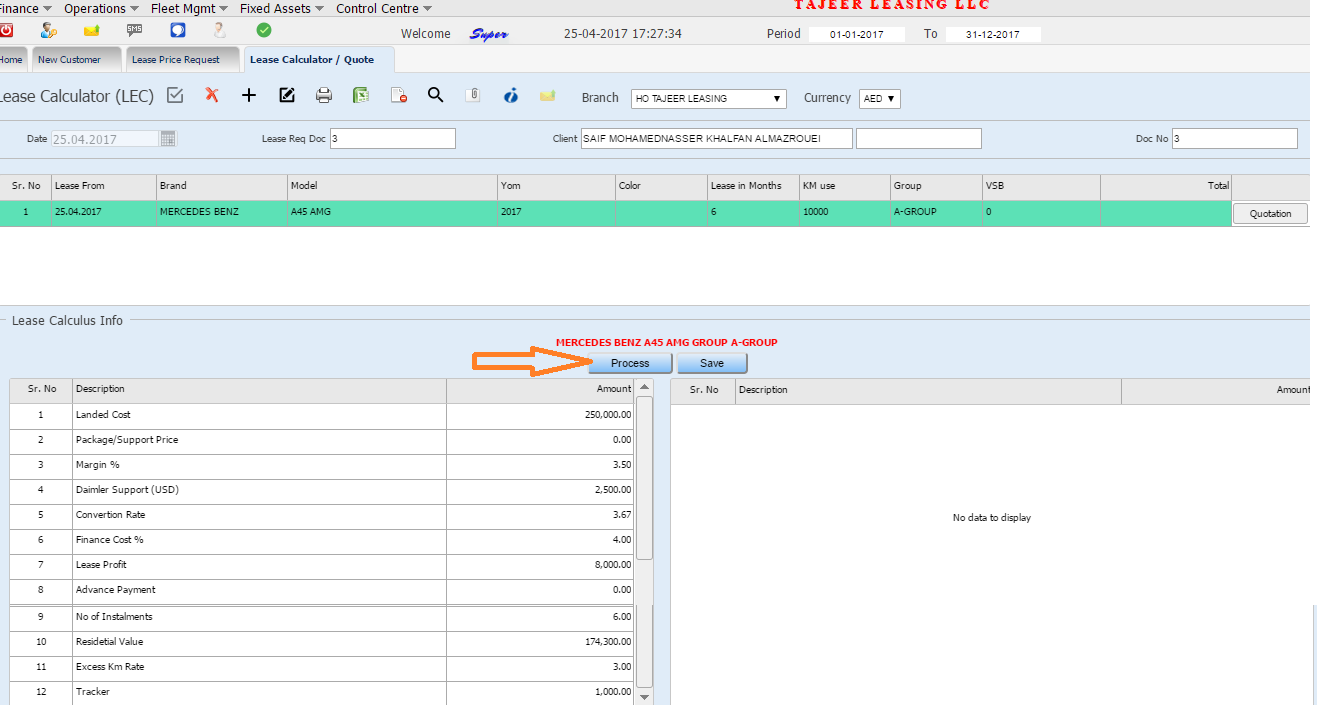 Finance Operations Fleet Mgmt Fixed Assets Control Centre
TAJEER LEASING LLC
SMS
Welcome Super 25-04-2017 17:27:34 Period 01-01-2017 To 31-12-2017
Home New Customer Lease Price Request Lease Calculator / Quote
Lease Calculator (LEC) Branch HO TAJEER LEASING Currency AED
Date 25.04.2017 Lease Req Doc 3 Client SAIF MOHAMEDNASSER KHALFAN ALMAZROUEI Doc No 3
Sr. No Lease From Brand Model Yom Color Lease in Months KM use Group VSB Total
1 25.04.2017 MERCEDES BENZ A45 AMG 2017 6 10000 A-GROUP 0 Quotation
Lease Calculus Info
MERCEDES BENZ A45 AMG GROUP A-GROUP
Process Save
Sr. No Description Amount Sr. No Description Amount
1 Landed Cost 250,000.00
2 Package/Support Price 0.00
3 Margin % 3.50
4 Daimler Support (USD) 2,500.00
5 Convertion Rate 3.67
No data to display
6 Finance Cost % 4.00
7 Lease Profit 8,000.00
8 Advance Payment 0.00
9 No of Instalments 6.00
10 Residetial Value 174,300.00
11 Excess Km Rate 3.00
12 Tracker 1,000.00